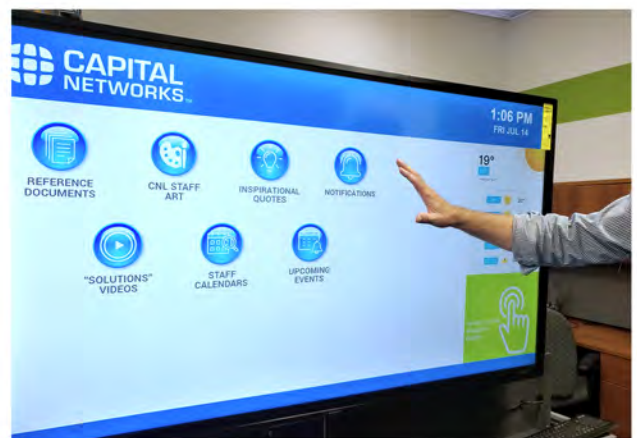 CAPITAL
NETWORKS
1:06 PM
FRI JUL 14
19°
REFERENCE
DOCUMENTS
CNL STAFF
ART
INSPIRATIONAL
QUOTES
NOTIFICATIONS
"SOLUTIONS"
VIDEOS
STAFF
CALENDARS
UPCOMING
EVENTS